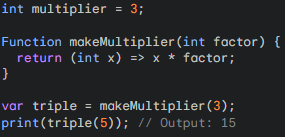 int multiplier = 3;
Function makeMultiplier(int factor) {
  return (int x) => x * factor;
}
var triple = makeMultiplier(3);
print(triple(5)); // Output: 15